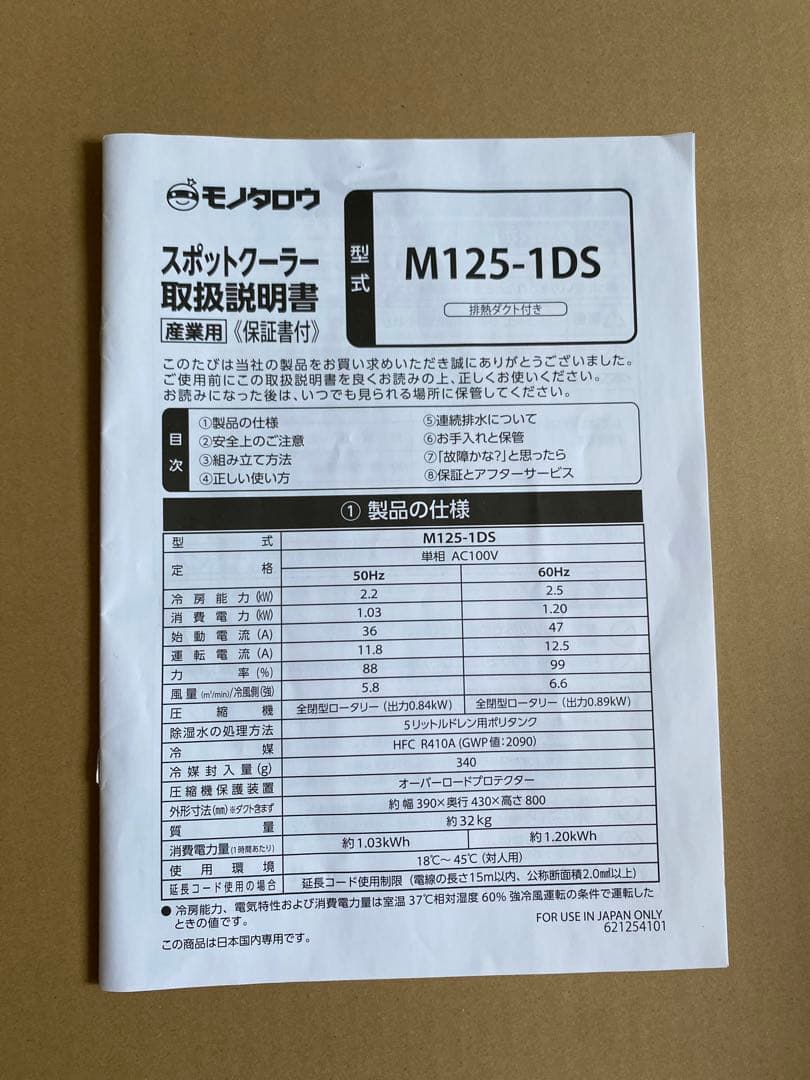 モノタロウ
スポットクーラー
取扱説明書
産業用《保証書付》
型式
M125-1DS
排熱ダクト付き
このたびは当社の製品をお買い求めいただき誠にありがとうございました。
ご使用前にこの取扱説明書を良くお読みの上、正しくお使いください。
お読みになった後は、いつでも見られる場所に保管してください。
目次
①製品の仕様
②安全上のご注意
③組み立て方法
④正しい使い方
⑤連続排水について
⑥お手入れと保管
⑦「故障かな?」と思ったら
⑧保証とアフターサービス
① 製品の仕様
型式 M125-1DS
定格 単相 AC100V
50Hz 60Hz
冷房能力(kW) 2.2 2.5
消費電力(kW) 1.03 1.20
始動電流(A) 36 47
運転電流(A) 11.8 12.5
力率(%) 88 99
風量(m³/min)/冷風側(強) 5.8 6.6
圧縮機 全閉型ロータリー(出力0.84kW) 全閉型ロータリー(出力0.89kW)
除湿水の処理方法 5リットルドレン用ポリタンク
冷媒 HFC R410A(GWP値:2090)
冷媒封入量(g) 340
圧縮機保護装置 オーバーロードプロテクター
外形寸法(mm)※ダクト含まず 約 幅 390×奥行 430×高さ 800
質量 約32kg
消費電力量(1時間あたり) 約1.03kWh 約1.20kWh
使用環境 18℃~45℃(対人用)
延長コード使用の場合 延長コード使用制限(電線の長さ15m以内、公称断面積2.0mm²以上)
● 冷房能力、電気特性および消費電力量は室温 37℃相対湿度 60% 強冷風運転の条件で運転した
ときの値です。
この商品は日本国内専用です。
FOR USE IN JAPAN ONLY
621254101